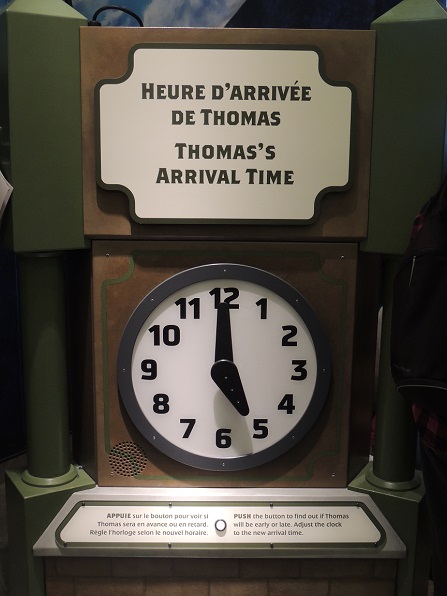 HEURE D'ARRIVÉE
DE THOMAS
THOMAS'S
ARRIVAL TIME
12
11
1
10
2
9
3
8
4
7
5
6
APPUIE sur le bouton pour voir si
Thomas sera en avance ou en retard.
Règle l'horloge selon le nouvel horaire.
PUSH the button to find out if Thomas
will be early or late. Adjust the clock
to the new arrival time.